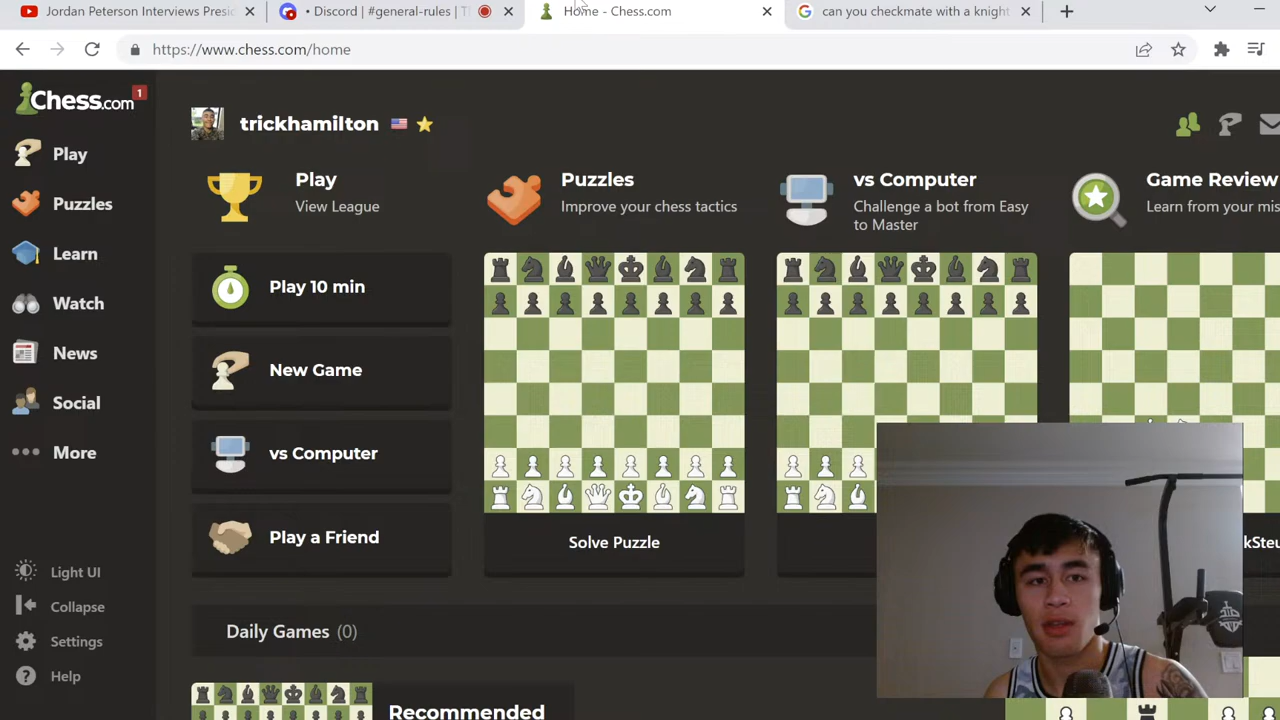 Jordan Peterson Interviews Presi
• Discord | #general-rules | T
Home - Chess.com
can you checkmate with a knight
https://www.chess.com/home
Chess.com
1
trickhamilton
Play
Puzzles
Learn
Watch
News
Social
More
Light UI
Collapse
Settings
Help
Play
View League
Puzzles
Improve your chess tactics
vs Computer
Challenge a bot from Easy
to Master
Game Review
Learn from your mis
Play 10 min
New Game
vs Computer
Play a Friend
Solve Puzzle
kSteu
Daily Games (0)
Recommended